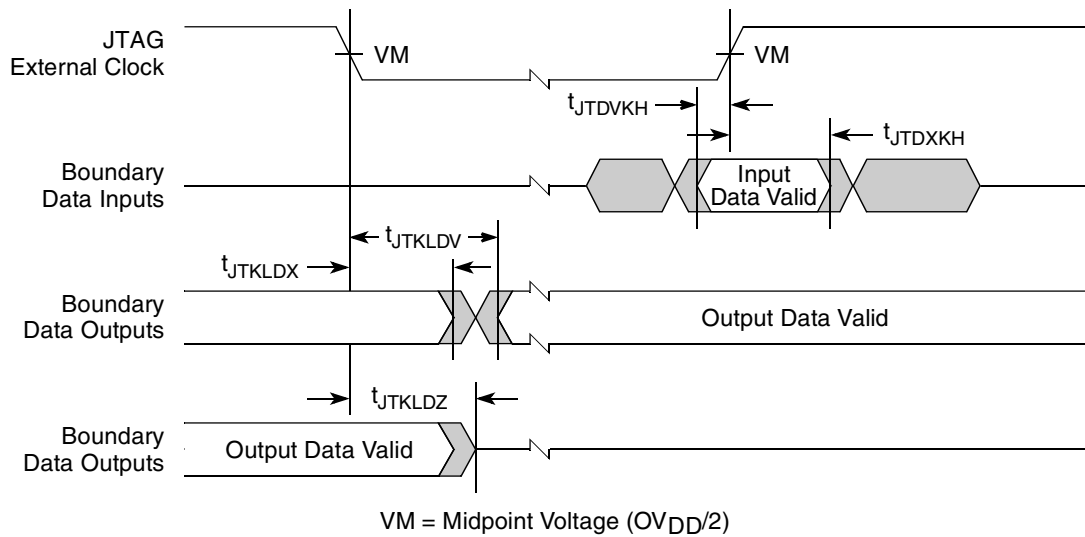 JTAG
External Clock
VM
VM
tJTDVKH
tJTDXKH
Boundary
Data Inputs
Input
Data Valid
tJTKLDV
tJTKLDX
Boundary
Data Outputs
Output Data Valid
tJTKLDZ
Boundary
Data Outputs
Output Data Valid
VM = Midpoint Voltage (OVDD/2)